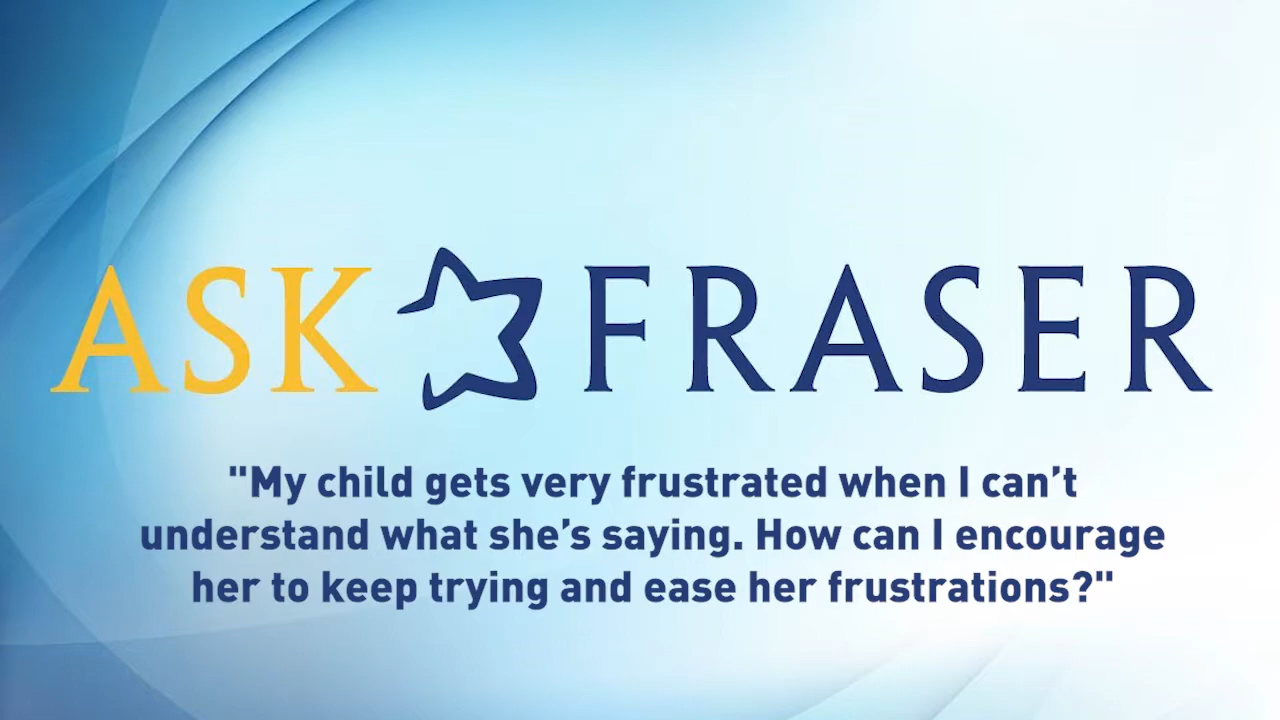 ASK FRASER
"My child gets very frustrated when I can’t
understand what she’s saying. How can I encourage
her to keep trying and ease her frustrations?"